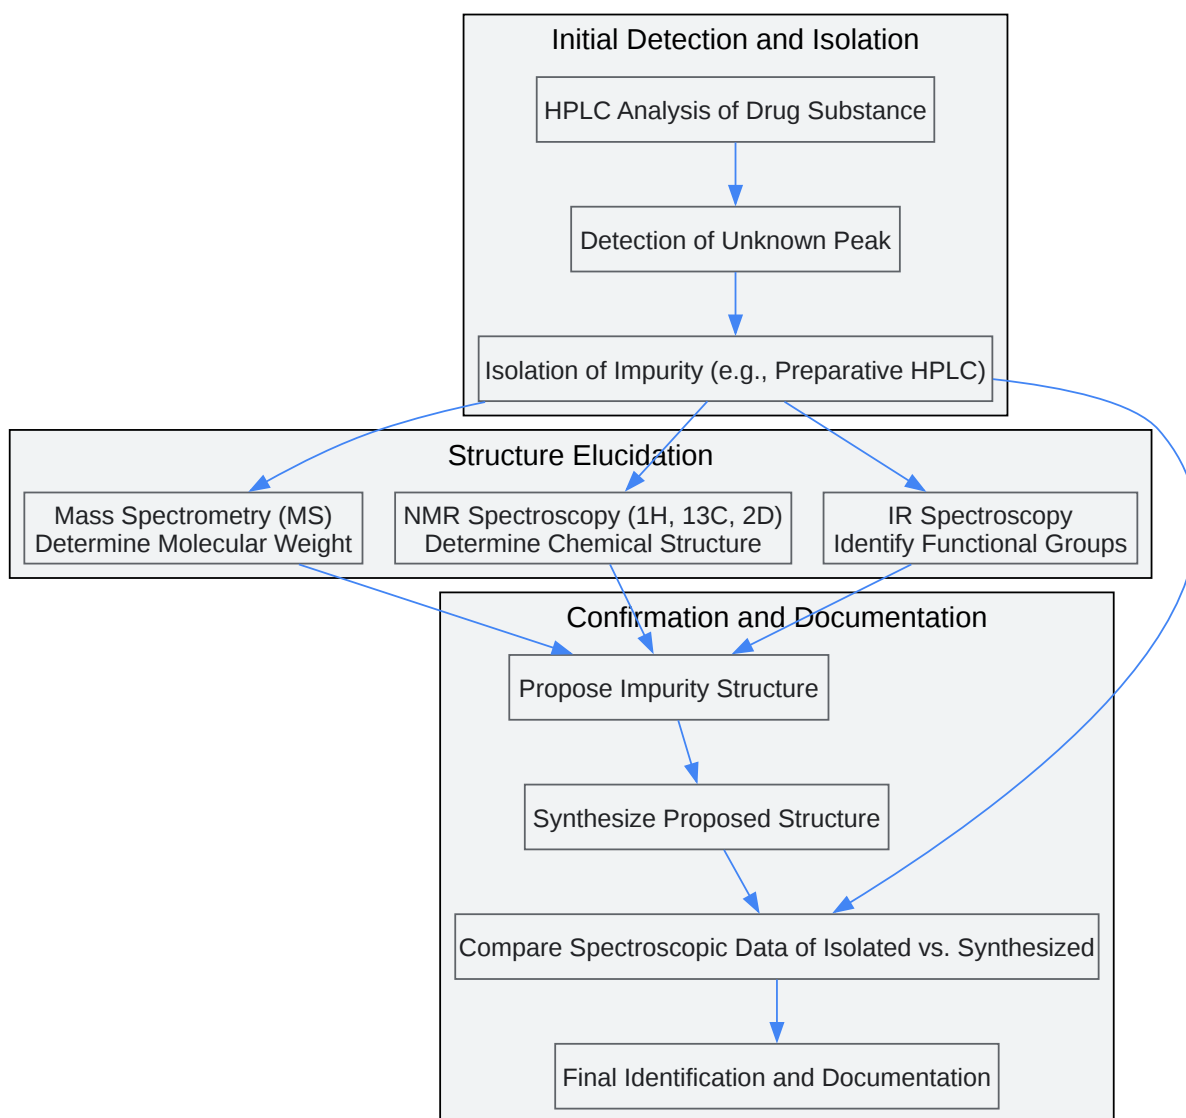 Initial Detection and Isolation
HPLC Analysis of Drug Substance
Detection of Unknown Peak
Isolation of Impurity (e.g., Preparative HPLC)
Structure Elucidation
Mass Spectrometry (MS)
Determine Molecular Weight
NMR Spectroscopy (1H, 13C, 2D)
Determine Chemical Structure
IR Spectroscopy
Identify Functional Groups
Confirmation and Documentation
Propose Impurity Structure
Synthesize Proposed Structure
Compare Spectroscopic Data of Isolated vs. Synthesized
Final Identification and Documentation